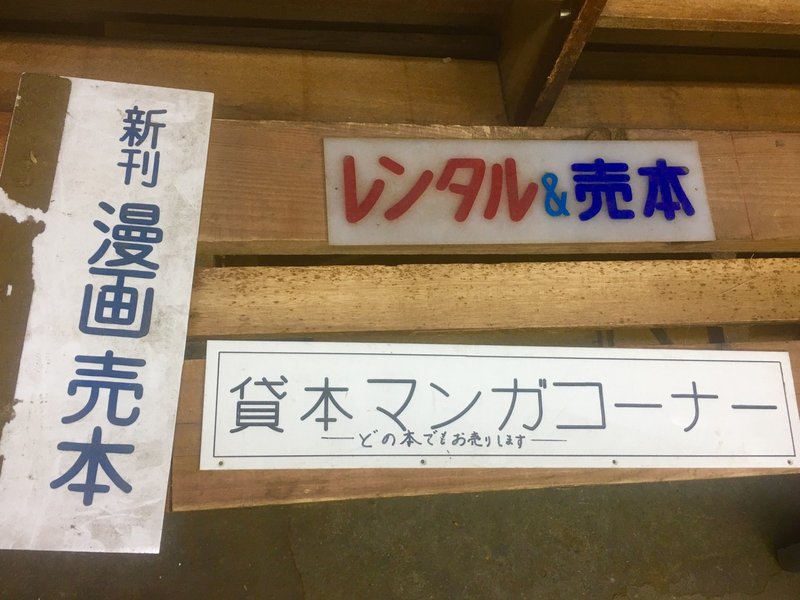 新刊 漫画 売本
レンタル&売本
貸本マンガコーナー
—どの本でもお売りします—